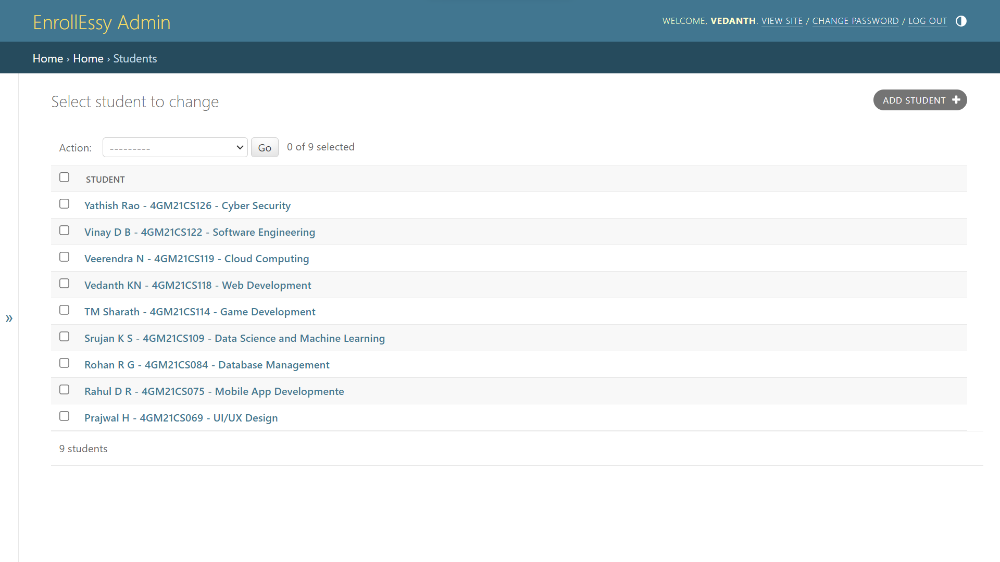 EnrollEssy Admin
WELCOME, VEDANTH. VIEW SITE / CHANGE PASSWORD / LOG OUT
Home › Home › Students
Select student to change
ADD STUDENT
Action: --------- Go 0 of 9 selected
STUDENT
Yathish Rao - 4GM21CS126 - Cyber Security
Vinay D B - 4GM21CS122 - Software Engineering
Veerendra N - 4GM21CS119 - Cloud Computing
Vedanth KN - 4GM21CS118 - Web Development
TM Sharath - 4GM21CS114 - Game Development
Srujan K S - 4GM21CS109 - Data Science and Machine Learning
Rohan R G - 4GM21CS084 - Database Management
Rahul D R - 4GM21CS075 - Mobile App Developmente
Prajwal H - 4GM21CS069 - UI/UX Design
9 students
»